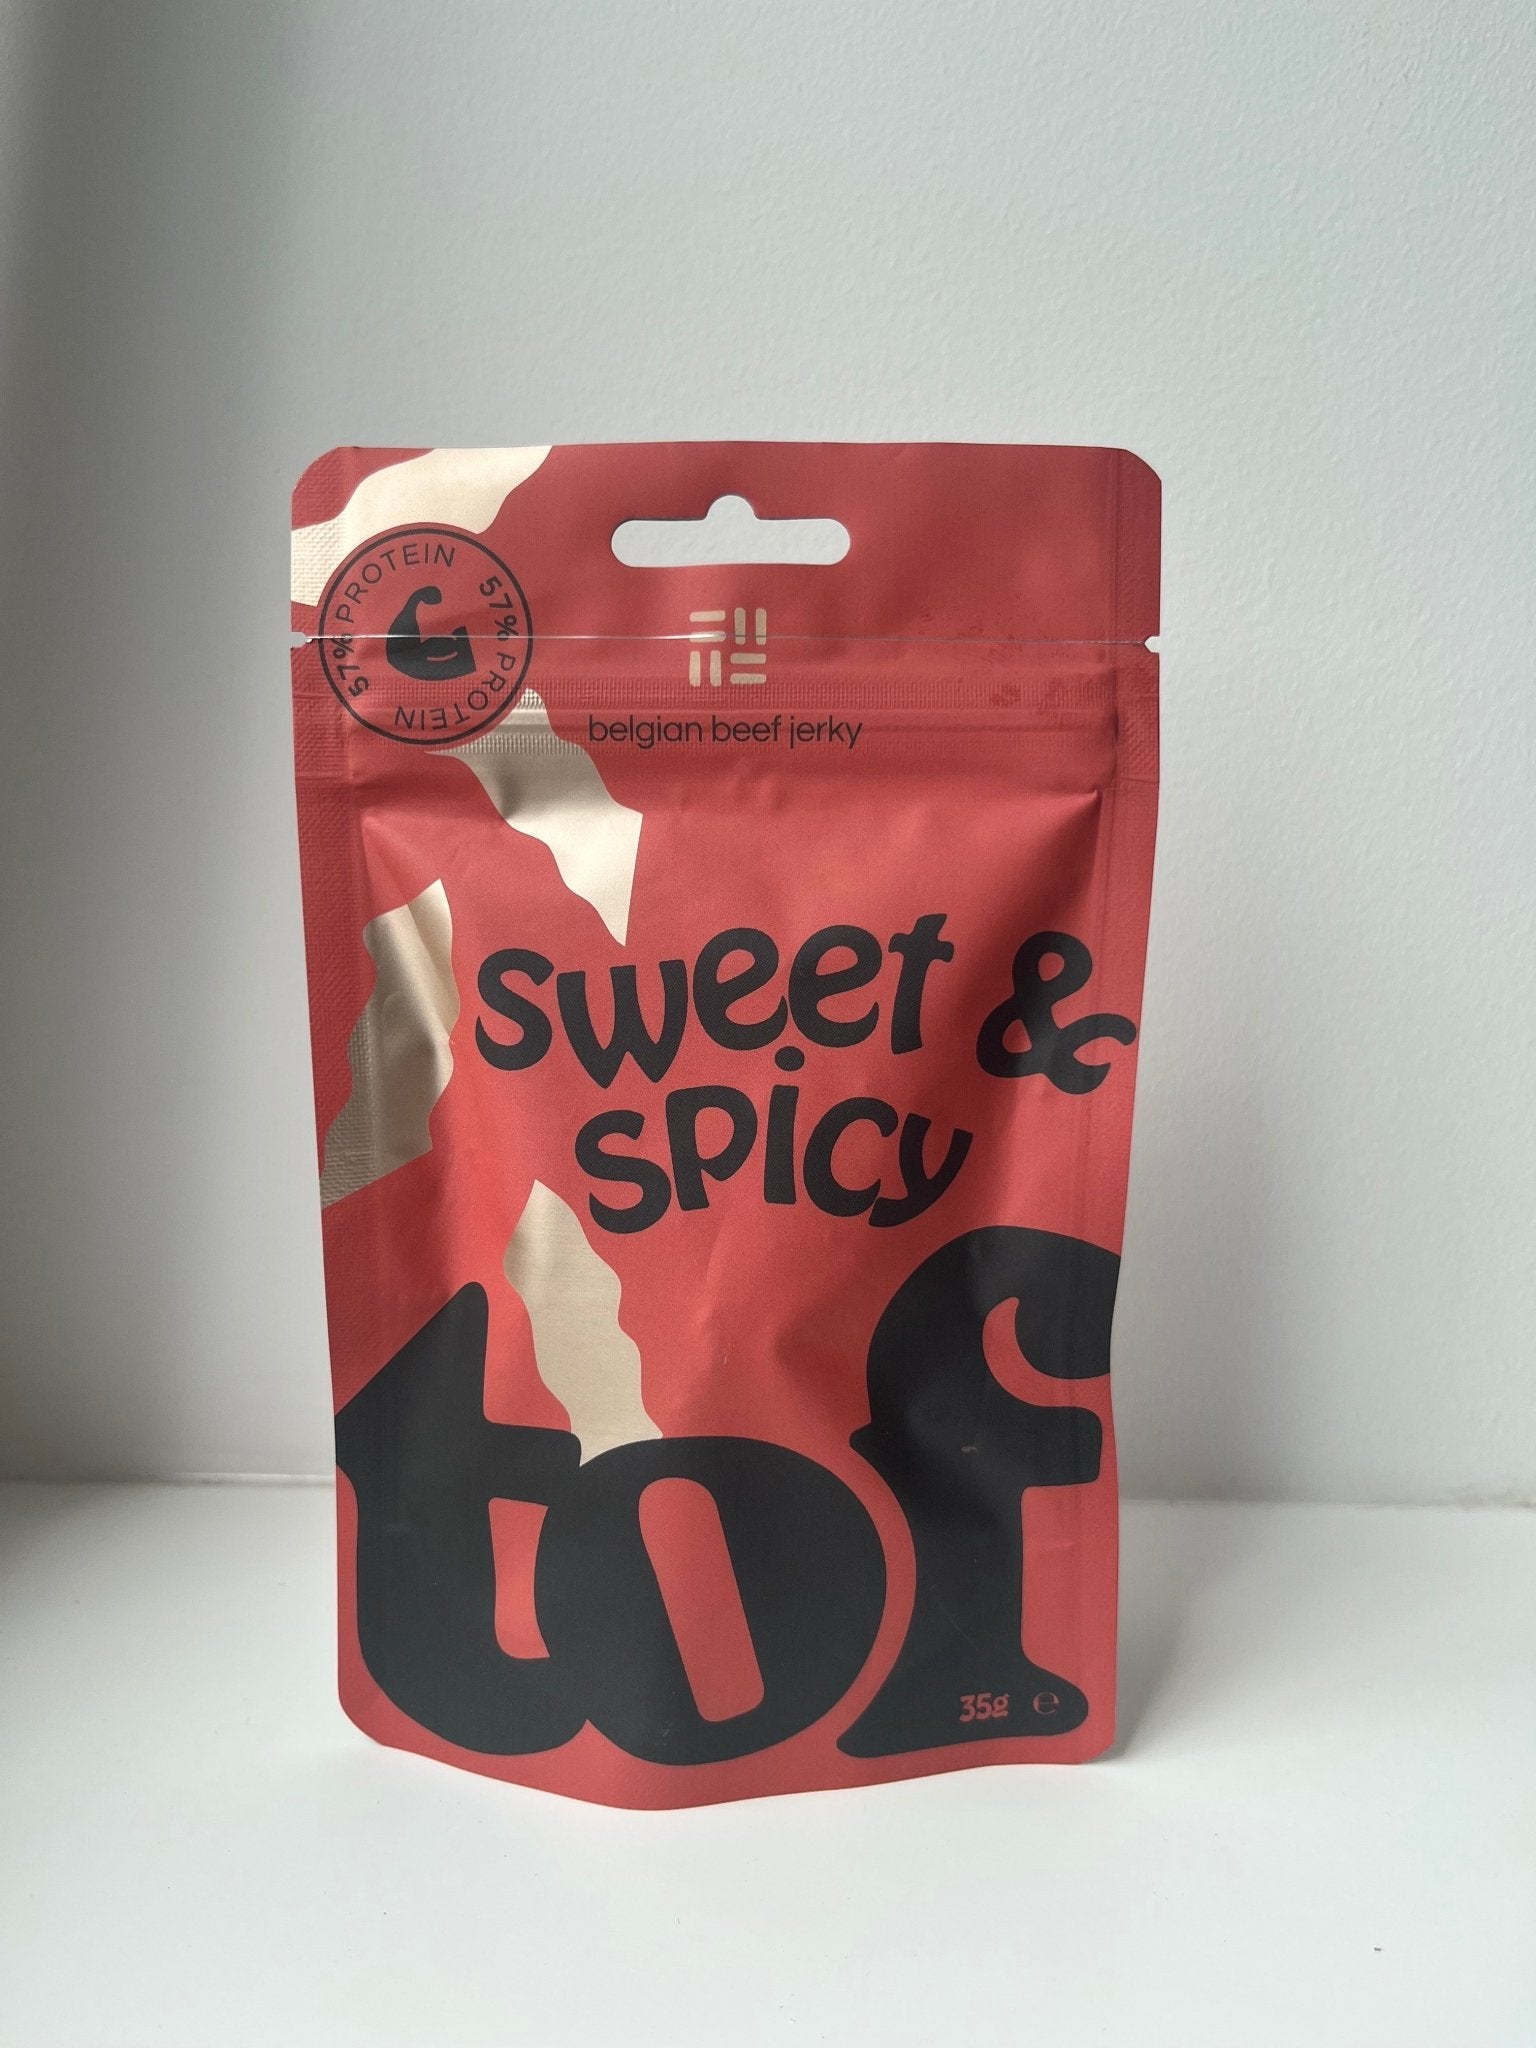 57% PROTEIN 57% PROTEIN
belgian beef jerky
sweet &
spicy
tof
35g ℮